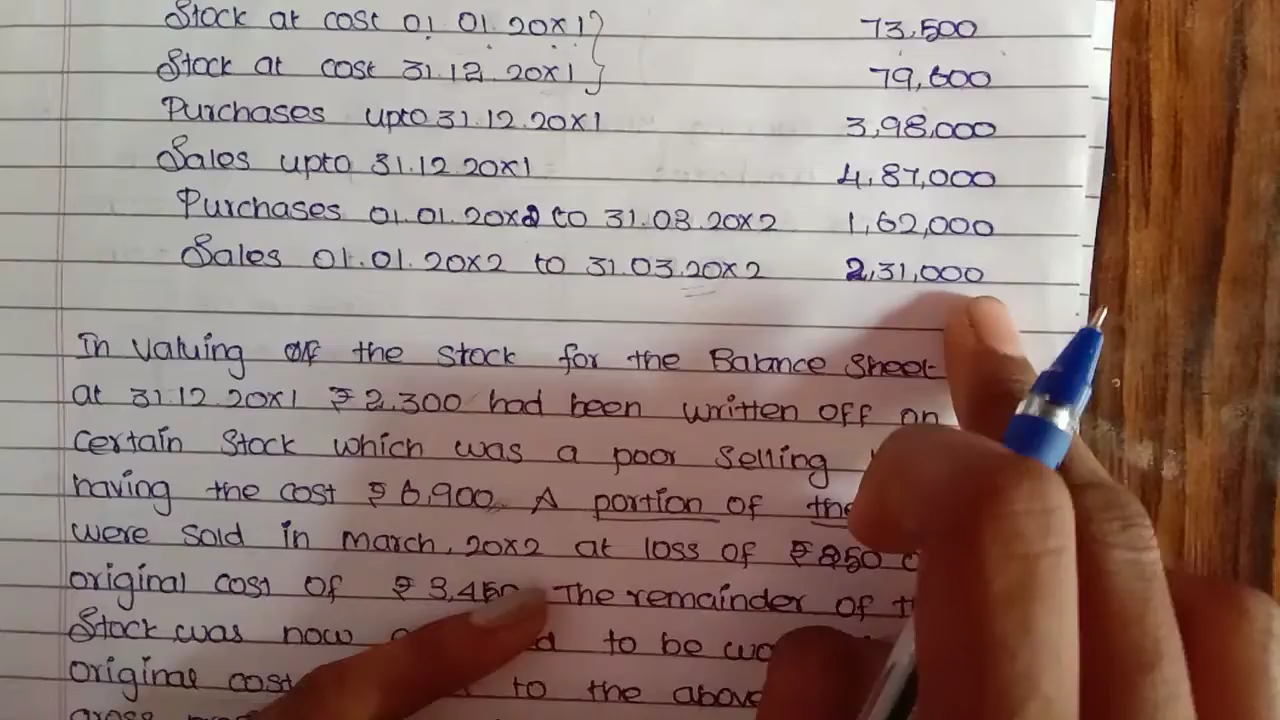 Stock at cost 01.01.20x1 } 73,500
Stock at cost 31.12.20x1 } 79,600
Purchases upto 31.12.20x1 3,98,000
Sales upto 31.12.20x1 4,87,000
Purchases 01.01.20x2 to 31.03.20x2 1,62,000
Sales 01.01.20x2 to 31.03.20x2 2,31,000
In valuing of the stock for the Balance Sheet
at 31.12.20x1 ₹2,300 had been written off on
certain Stock which was a poor selling
having the cost ₹6,900. A portion of
were sold in march, 20x2 at loss of ₹250
original cost of ₹3,450. The remainder of
Stock was now to be
original cost to the above